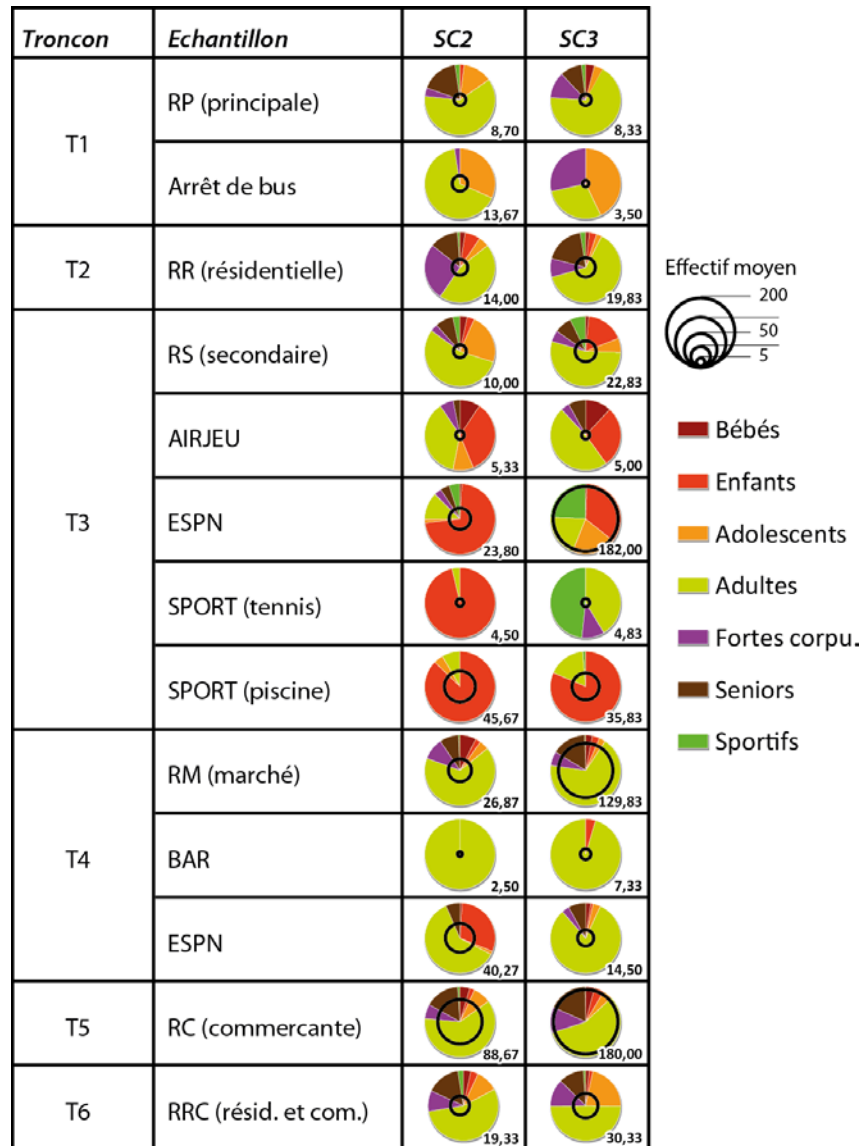 Troncon Echantillon SC2 SC3
T1
RP (principale)
8,70 8,33
Arrêt de bus
13,67 3,50
T2 RR (résidentielle)
14,00 19,83
T3
RS (secondaire)
10,00 22,83
AIRJEU
5,33 5,00
ESPN
23,80 182,00
SPORT (tennis)
4,50 4,83
SPORT (piscine)
45,67 35,83
T4
RM (marché)
26,87 129,83
BAR
2,50 7,33
ESPN
40,27 14,50
T5 RC (commercante)
88,67 180,00
T6 RRC (résid. et com.)
19,33 30,33
Effectif moyen
200
50
5
Bébés
Enfants
Adolescents
Adultes
Fortes corpu.
Seniors
Sportifs